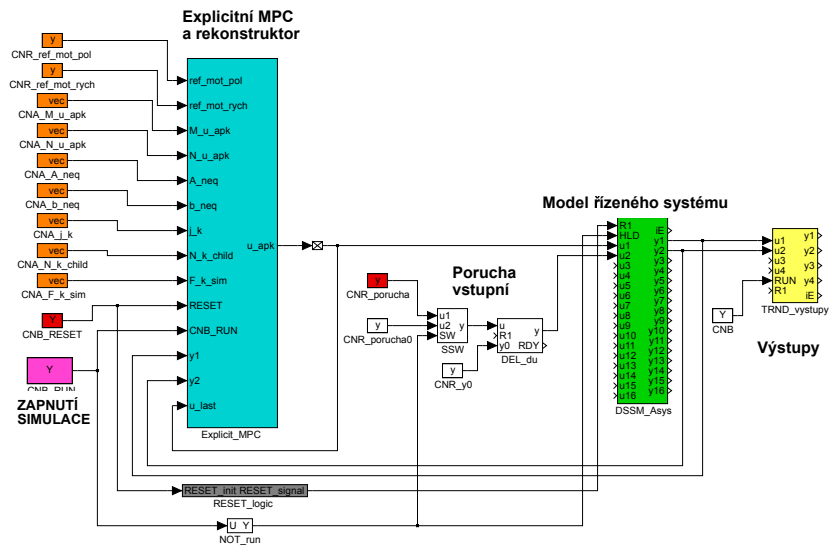 Explicitní MPC
a rekonstruktor
y
CNR_ref_mot_pol
y
CNR_ref_mot_rych
vec
CNA_M_u_apk
vec
CNA_N_u_apk
vec
CNA_A_neq
vec
CNA_b_neq
vec
CNA_j_k
vec
CNA_N_k_child
vec
CNA_F_k_sim
Y
CNB_RESET
Y
CNB_RUN
ZAPNUTÍ
SIMULACE
ref_mot_pol
ref_mot_rych
M_u_apk
N_u_apk
A_neq
b_neq
j_k
N_k_child
F_k_sim
RESET
CNB_RUN
y1
y2
u_last
u_apk
Explicit_MPC
RESET_init RESET_signal
RESET_logic
U Y
NOT_run
Porucha
vstupní
y
CNR_porucha
y
CNR_porucha0
u1
u2
SW
y
SSW
y
CNR_y0
u
R1
y0
y
RDY
DEL_du
Model řízeného systému
R1
HLD
u1
u2
u3
u4
u5
u6
u7
u8
u9
u10
u11
u12
u13
u14
u15
u16
iE
y1
y2
y3
y4
y5
y6
y7
y8
y9
y10
y11
y12
y13
y14
y15
y16
DSSM_Asys
Y
CNB
u1
u2
u3
u4
RUN
R1
y1
y2
y3
y4
iE
TRND_vystupy
Výstupy